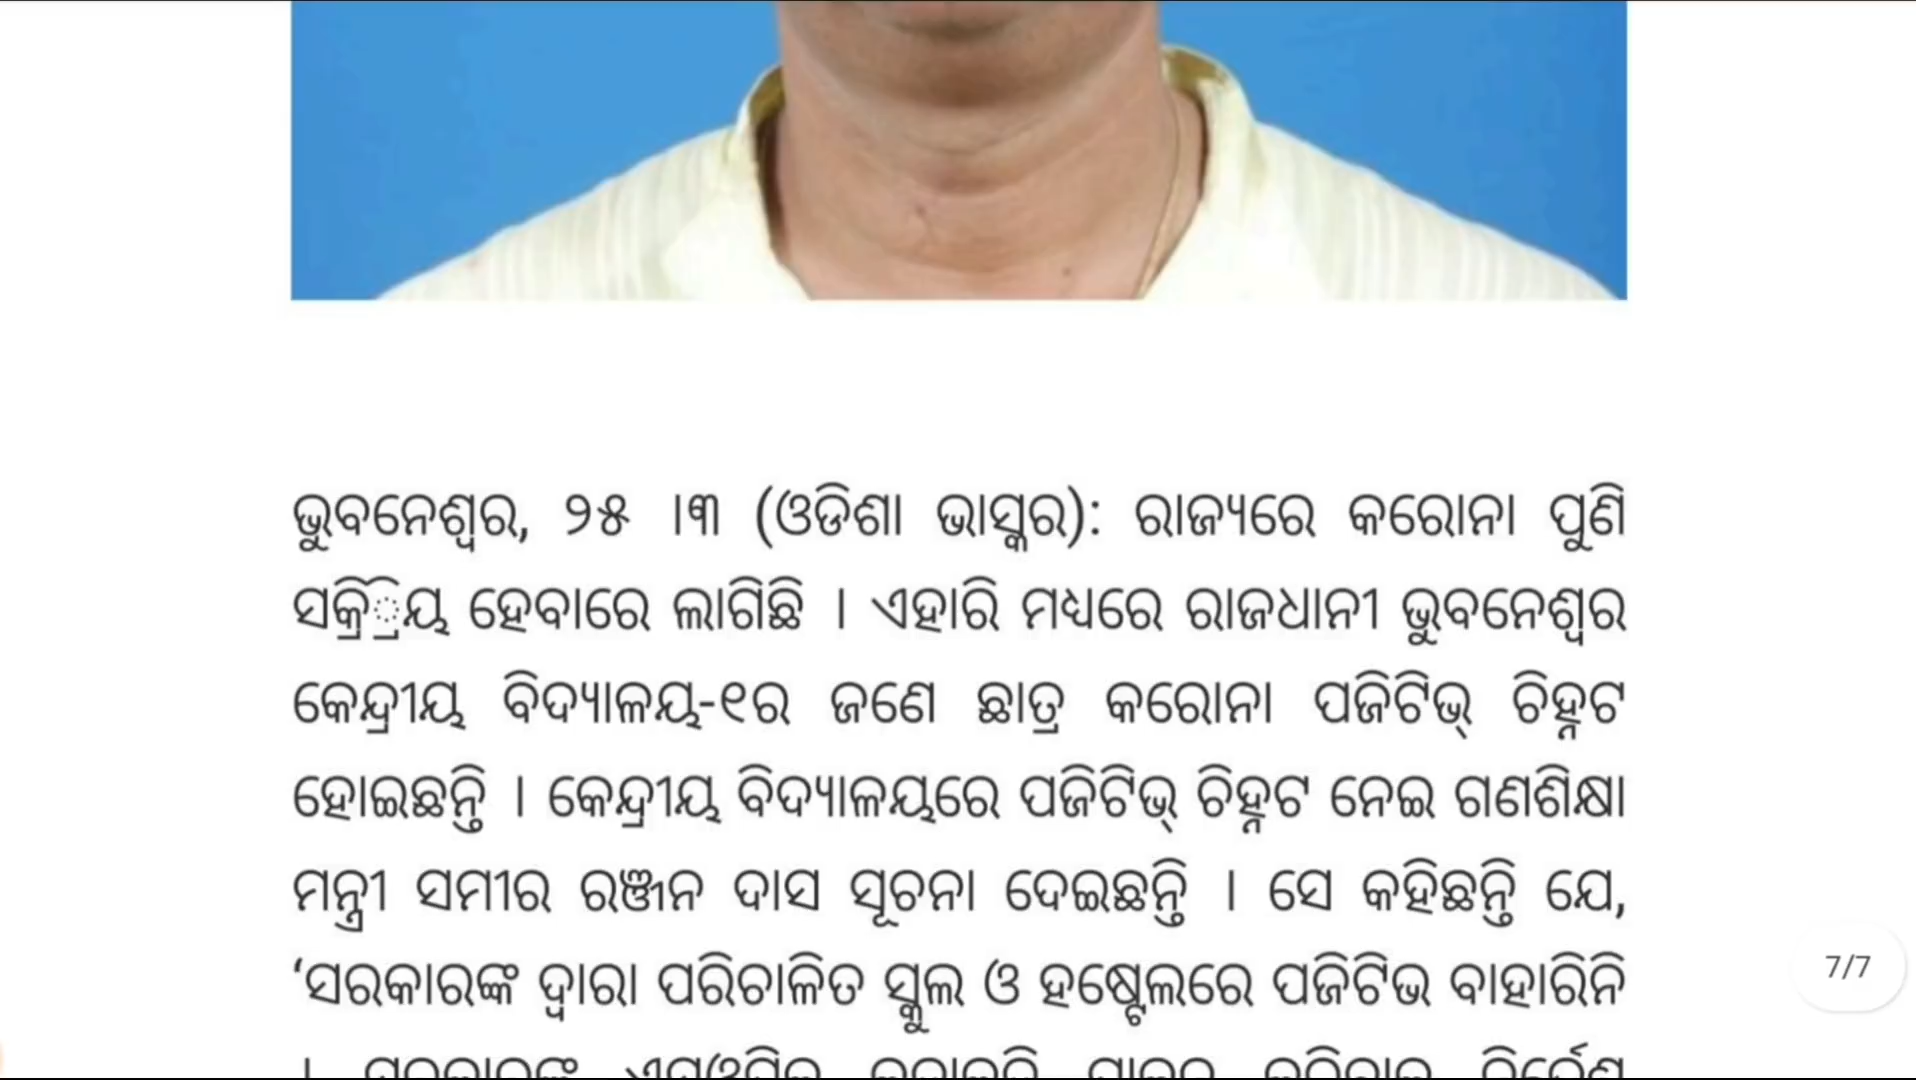 ଭୁବନେଶ୍ୱର, ୨୫ ।୩ (ଓଡିଶା ଭାସ୍କର): ରାଜ୍ୟରେ କରୋନା ପୁଣି
ସକ୍ରି୍ରିୟ ହେବାରେ ଲାଗିଛି । ଏହାରି ମଧ୍ୟରେ ରାଜଧାନୀ ଭୁବନେଶ୍ୱର
କେନ୍ଦ୍ରୀୟ ବିଦ୍ୟାଳୟ-୧ର ଜଣେ ଛାତ୍ର କରୋନା ପଜିଟିଭ୍ ଚିହ୍ନଟ
ହୋଇଛନ୍ତି । କେନ୍ଦ୍ରୀୟ ବିଦ୍ୟାଳୟରେ ପଜିଟିଭ୍ ଚିହ୍ନଟ ନେଇ ଗଣଶିକ୍ଷା
ମନ୍ତ୍ରୀ ସମୀର ରଞ୍ଜନ ଦାସ ସୂଚନା ଦେଇଛନ୍ତି । ସେ କହିଛନ୍ତି ଯେ,
‘ସରକାରଙ୍କ ଦ୍ୱାରା ପରିଚାଳିତ ସ୍କୁଲ ଓ ହଷ୍ଟେଲରେ ପଜିଟିଭ ବାହାରିନି
7/7